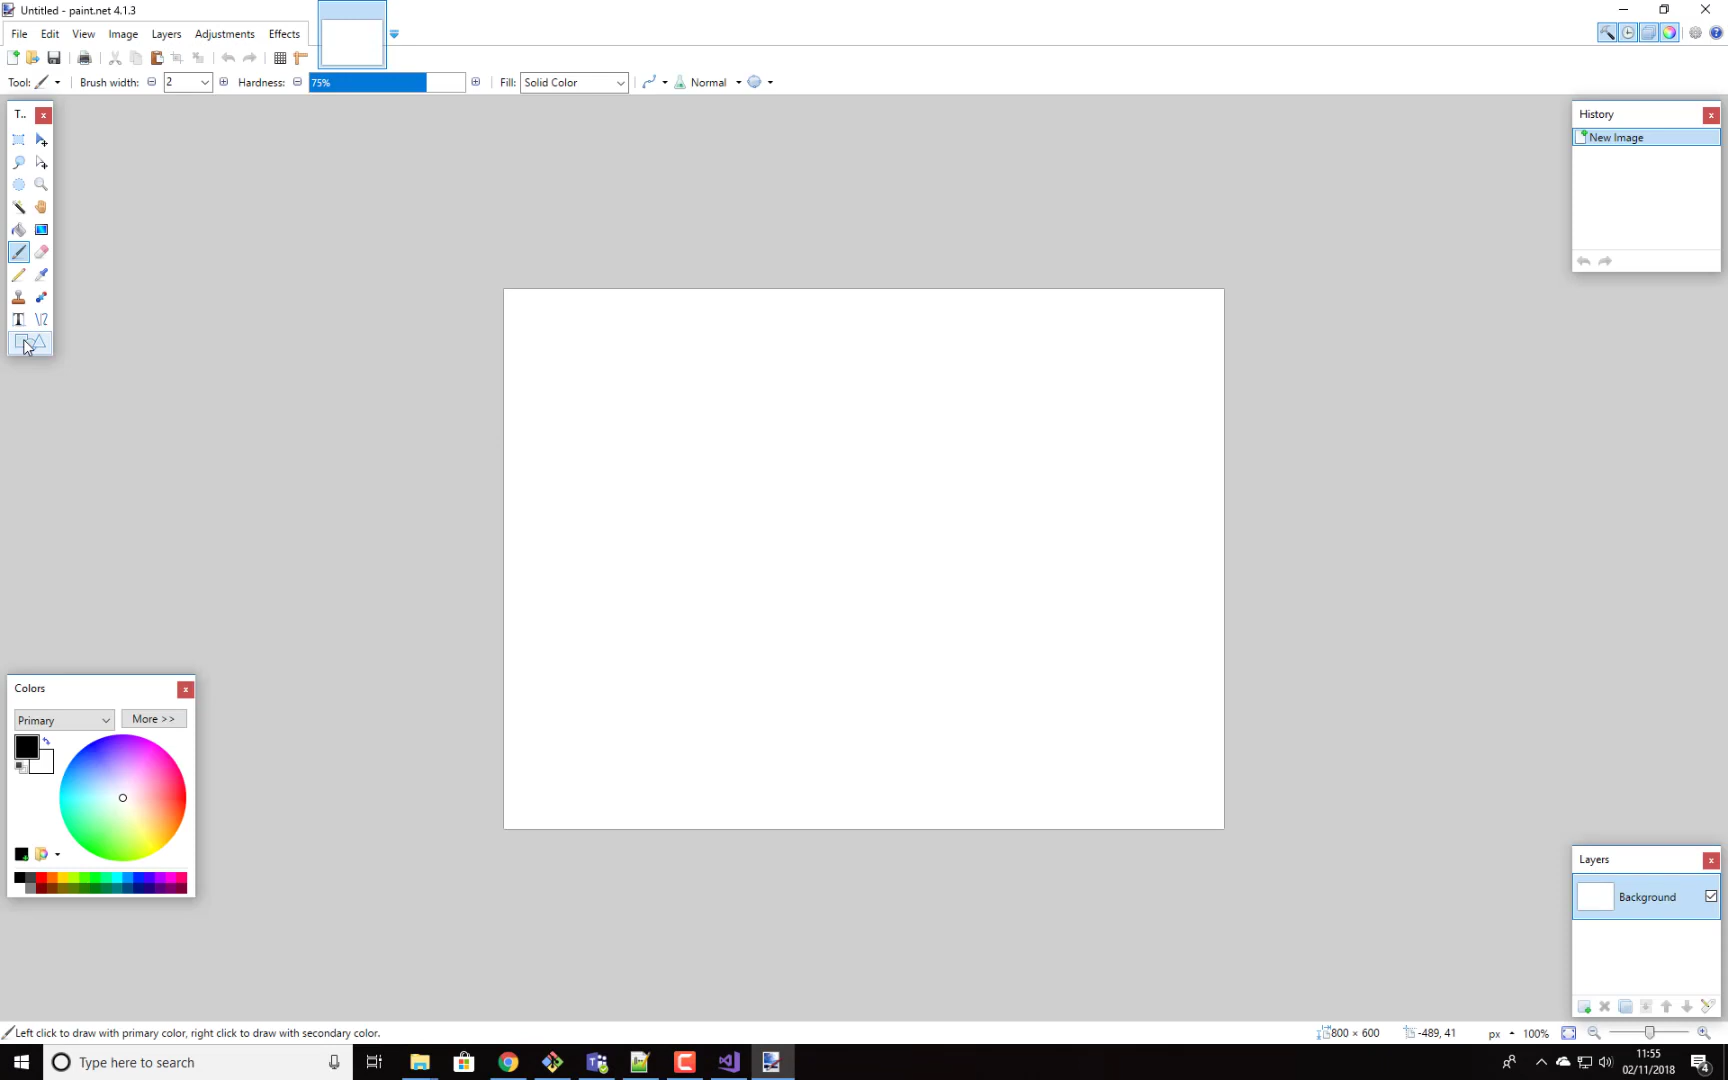 Untitled - paint.net 4.1.3
File Edit View Image Layers Adjustments Effects
Tool: Brush width: 2 Hardness: 75% Fill: Solid Color Normal
T..
History
New Image
Colors
Primary More >>
Layers
Background
Left click to draw with primary color, right click to draw with secondary color.
800 × 600 -489, 41 px 100%
Type here to search
11:55
02/11/2018
4